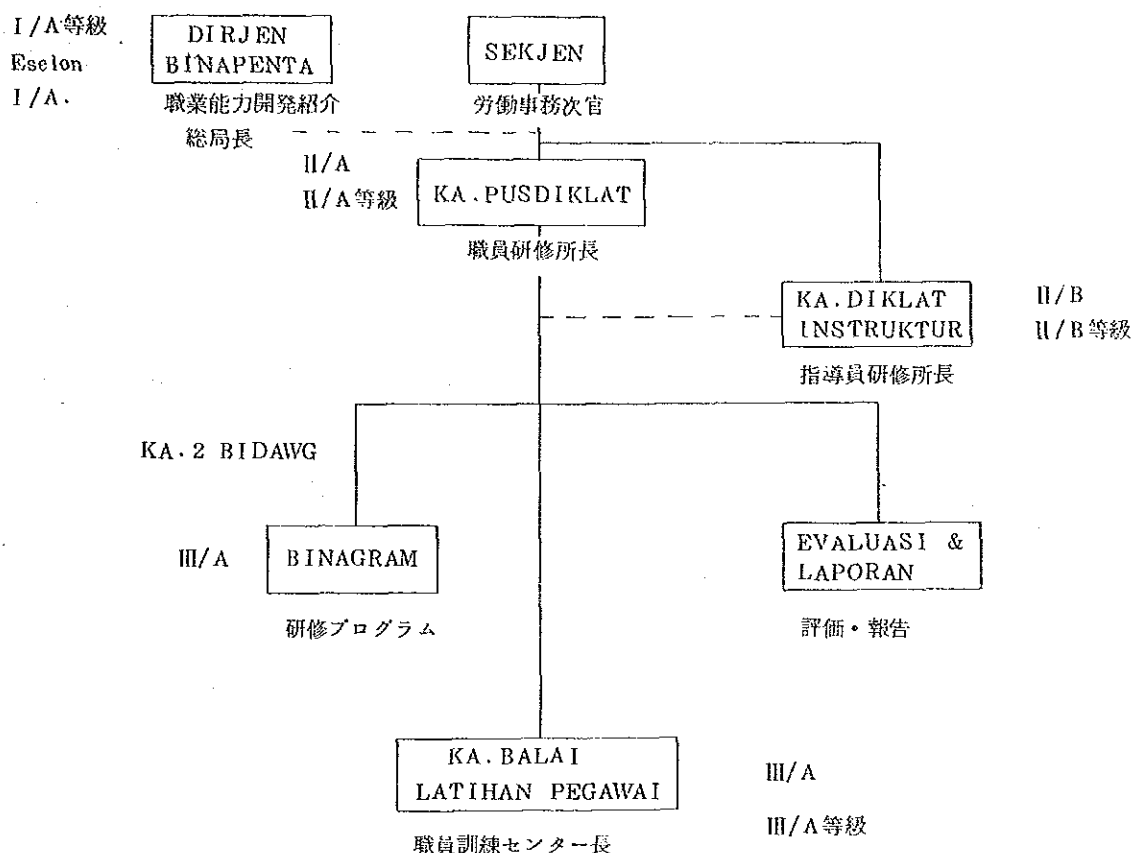 I/A等級
Eselon
I/A.
DIRJEN
BINAPENTA
職業能力開発紹介
総局長
SEKJEN
労働事務次官
II/A
II/A等級
KA.PUSDIKLAT
職員研修所長
KA.DIKLAT
INSTRUKTUR
指導員研修所長
II/B
II/B等級
KA.2 BIDAWG
III/A
BINAGRAM
研修プログラム
EVALUASI &
LAPORAN
評価・報告
KA.BALAI
LATIHAN PEGAWAI
職員訓練センター長
III/A
III/A等級